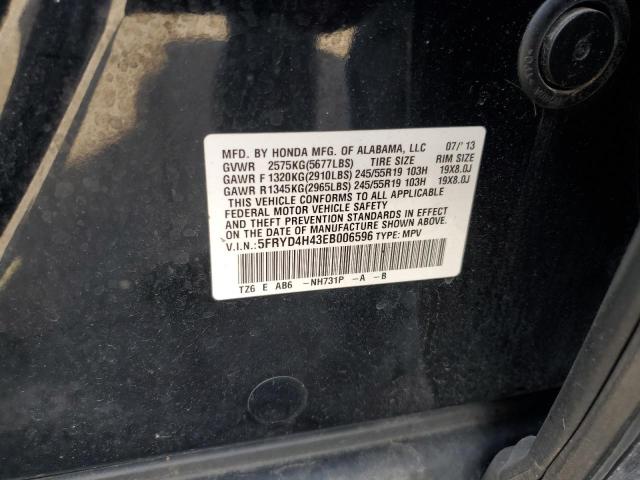 MFD. BY HONDA MFG. OF ALABAMA, LLC 07/'13
GVWR 2575KG(5677LBS) TIRE SIZE RIM SIZE
GAWR F 1320KG(2910LBS) 245/55R19 103H 19X8.0J
GAWR R1345KG(2965LBS) 245/55R19 103H 19X8.0J
THIS VEHICLE CONFORMS TO ALL APPLICABLE
FEDERAL MOTOR VEHICLE SAFETY
AND THEFT PREVENTION STANDARDS IN EFFECT
ON THE DATE OF MANUFACTURE SHOWN ABOVE.
V.I.N.: 5FRYD4H43EB006596 TYPE: MPV
TZ6 E AB6 -NH731P -A -B